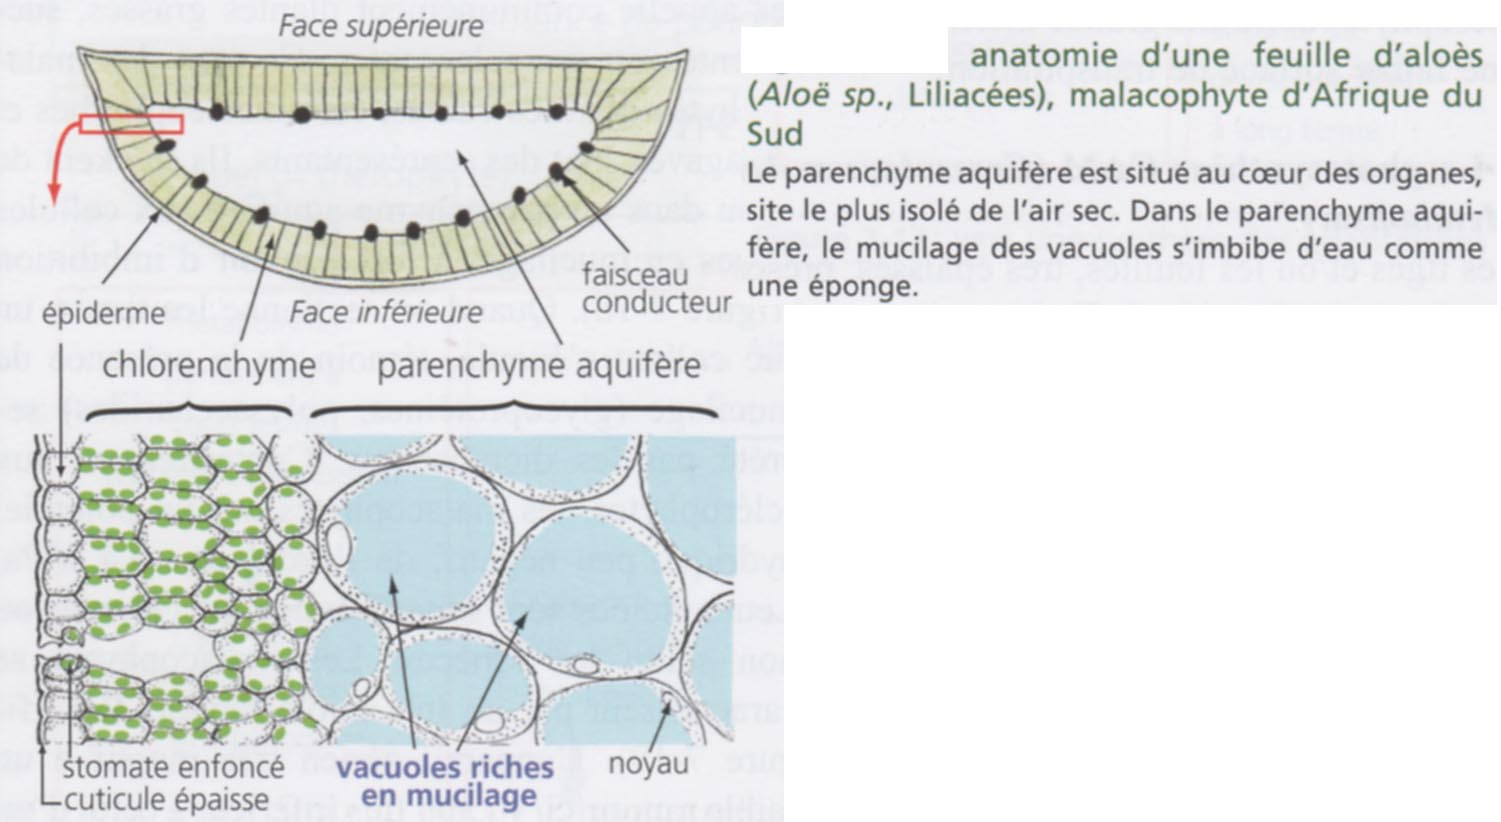 Face supérieure
anatomie d'une feuille d'aloès
(Aloë sp., Liliacées), malacophyte d'Afrique du
Sud
Le parenchyme aquifère est situé au cœur des organes,
site le plus isolé de l'air sec. Dans le parenchyme aqui-
fère, le mucilage des vacuoles s'imbibe d'eau comme
une éponge.
faisceau
conducteur
épiderme
Face inférieure
chlorenchyme
parenchyme aquifère
stomate enfoncé
cuticule épaisse
vacuoles riches
en mucilage
noyau